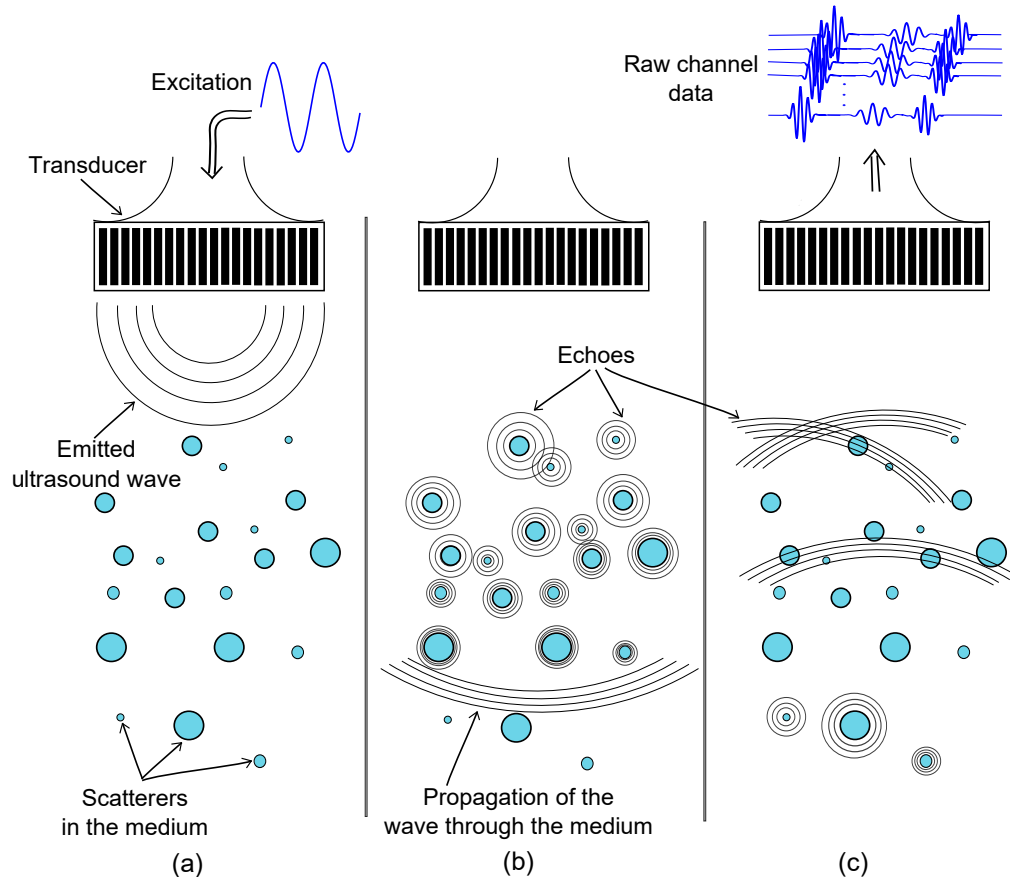 Excitation
Transducer
Emitted
ultrasound wave
Scatterers
in the medium
(a)
Echoes
Propagation of the
wave through the medium
(b)
Raw channel
data
(c)